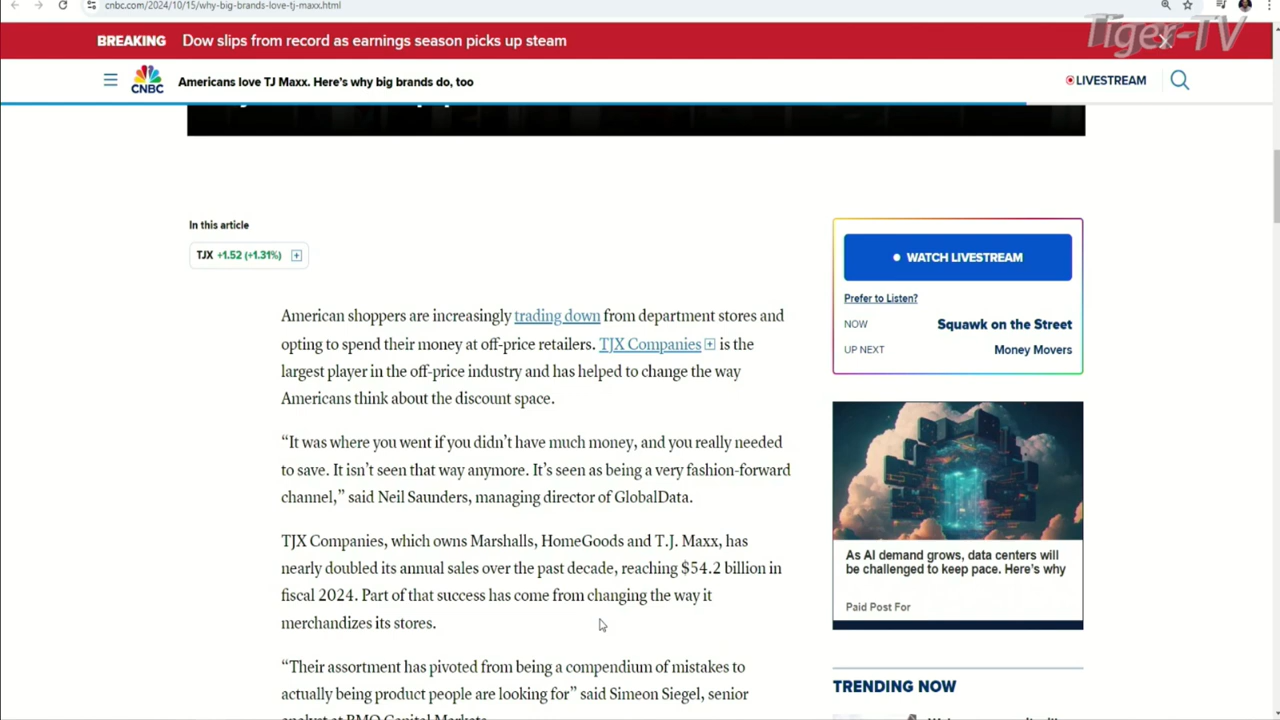 cnbc.com/2024/10/15/why-big-brands-love-tj-maxx.html
Tiger-TV
BREAKING Dow slips from record as earnings season picks up steam
CNBC
Americans love TJ Maxx. Here's why big brands do, too
LIVESTREAM
In this article
TJX +1.52 (+1.31%)
American shoppers are increasingly trading down from department stores and
opting to spend their money at off-price retailers. TJX Companies is the
largest player in the off-price industry and has helped to change the way
Americans think about the discount space.
“It was where you went if you didn’t have much money, and you really needed
to save. It isn’t seen that way anymore. It’s seen as being a very fashion-forward
channel,” said Neil Saunders, managing director of GlobalData.
TJX Companies, which owns Marshalls, HomeGoods and T.J. Maxx, has
nearly doubled its annual sales over the past decade, reaching $54.2 billion in
fiscal 2024. Part of that success has come from changing the way it
merchandizes its stores.
“Their assortment has pivoted from being a compendium of mistakes to
actually being product people are looking for” said Simeon Siegel, senior
analyst at BMO Capital Markets.
WATCH LIVESTREAM
Prefer to Listen?
NOW Squawk on the Street
UP NEXT Money Movers
As AI demand grows, data centers will
be challenged to keep pace. Here's why
Paid Post For
TRENDING NOW